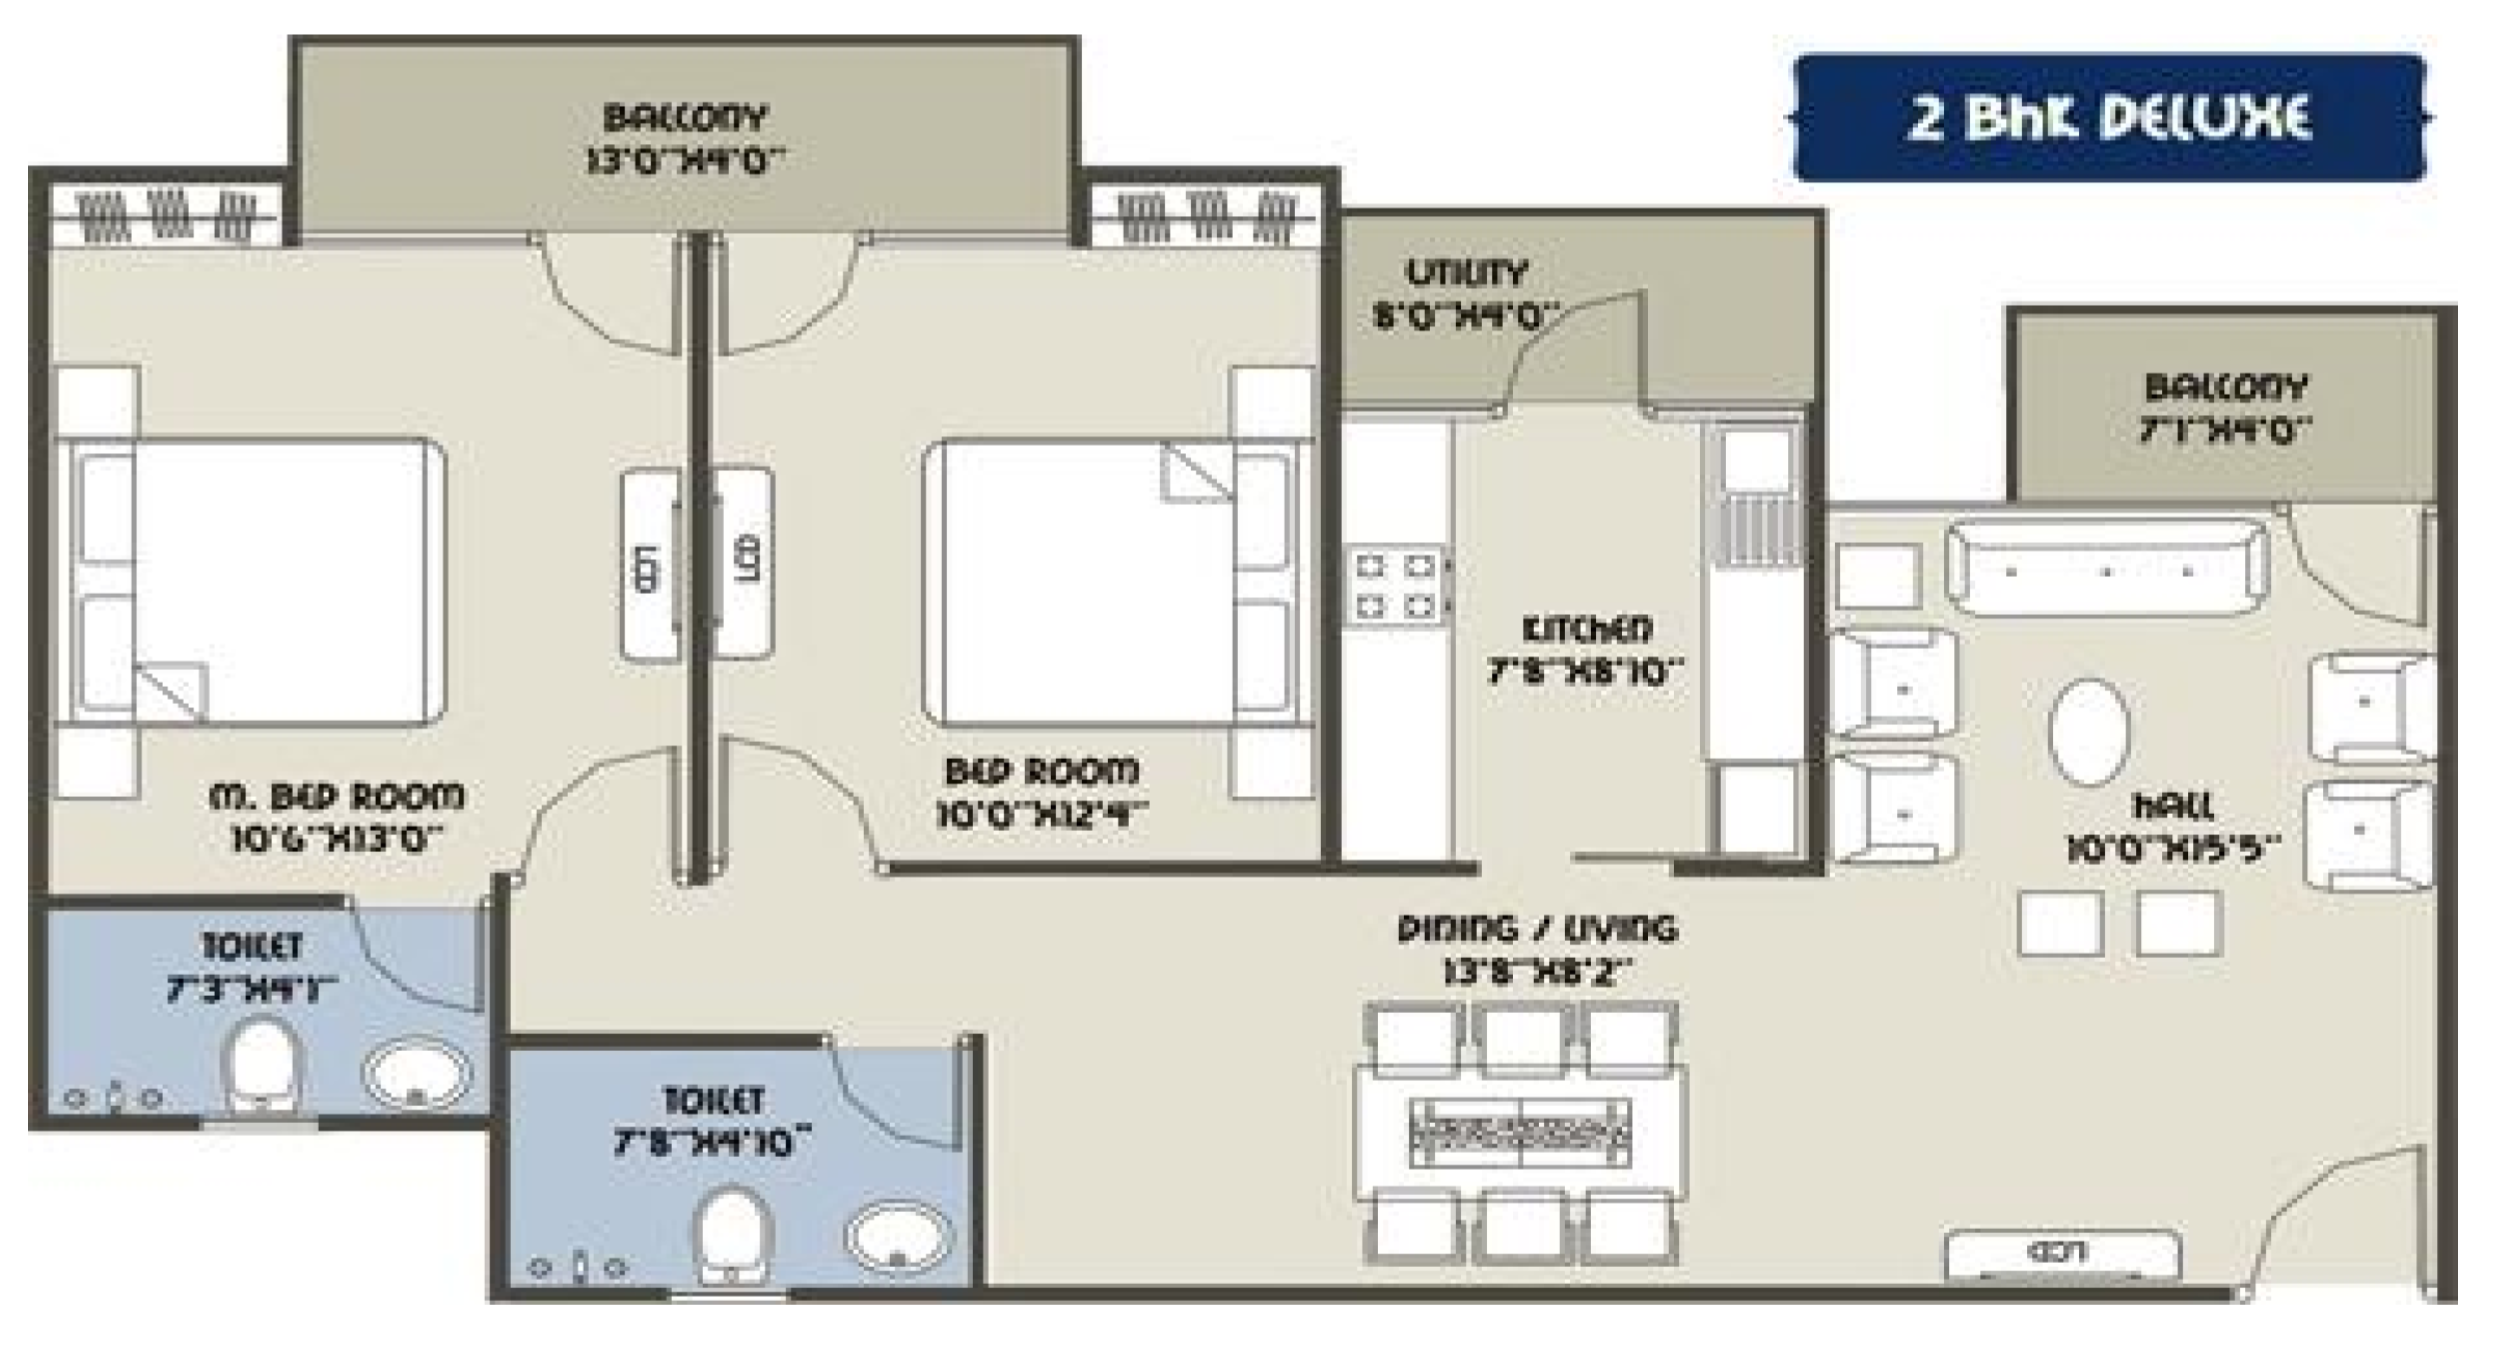 2 BhK DELUXE
BALCONY
13'0"X4'0"
UTILITY
8'0"X4'0"
BALCONY
7'1"X4'0"
LCD
LCD
KITCHEN
7'8"X8'10"
M. BED ROOM
10'6"X13'0"
BED ROOM
10'0"X12'4"
HALL
10'0"X15'5"
TOILET
7'3"X4'1"
DINING / LIVING
13'8"X8'2"
TOILET
7'8"X4'10"
LCD